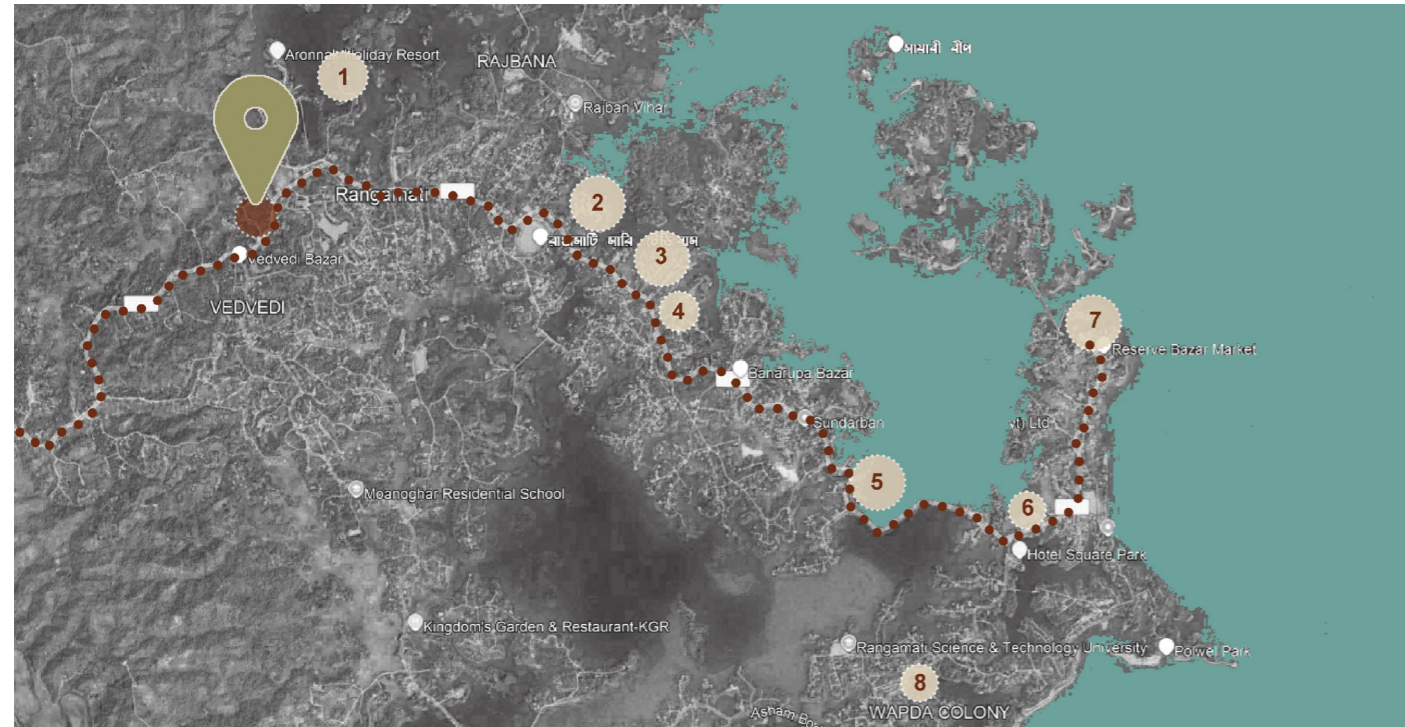 Aronnak Holiday Resort
RAJBANA
1
Rajban Vihar
Rangamati
2
3
4
Vedvedi Bazar
VEDVEDI
7
Reserve Bazar Market
Banarupa Bazar
Sundarban
Ltd
5
6
Moanoghar Residential School
Hotel Square Park
Kingdom's Garden & Restaurant-KGR
Rangamati Science & Technology University
Polwel Park
8
WAPDA COLONY